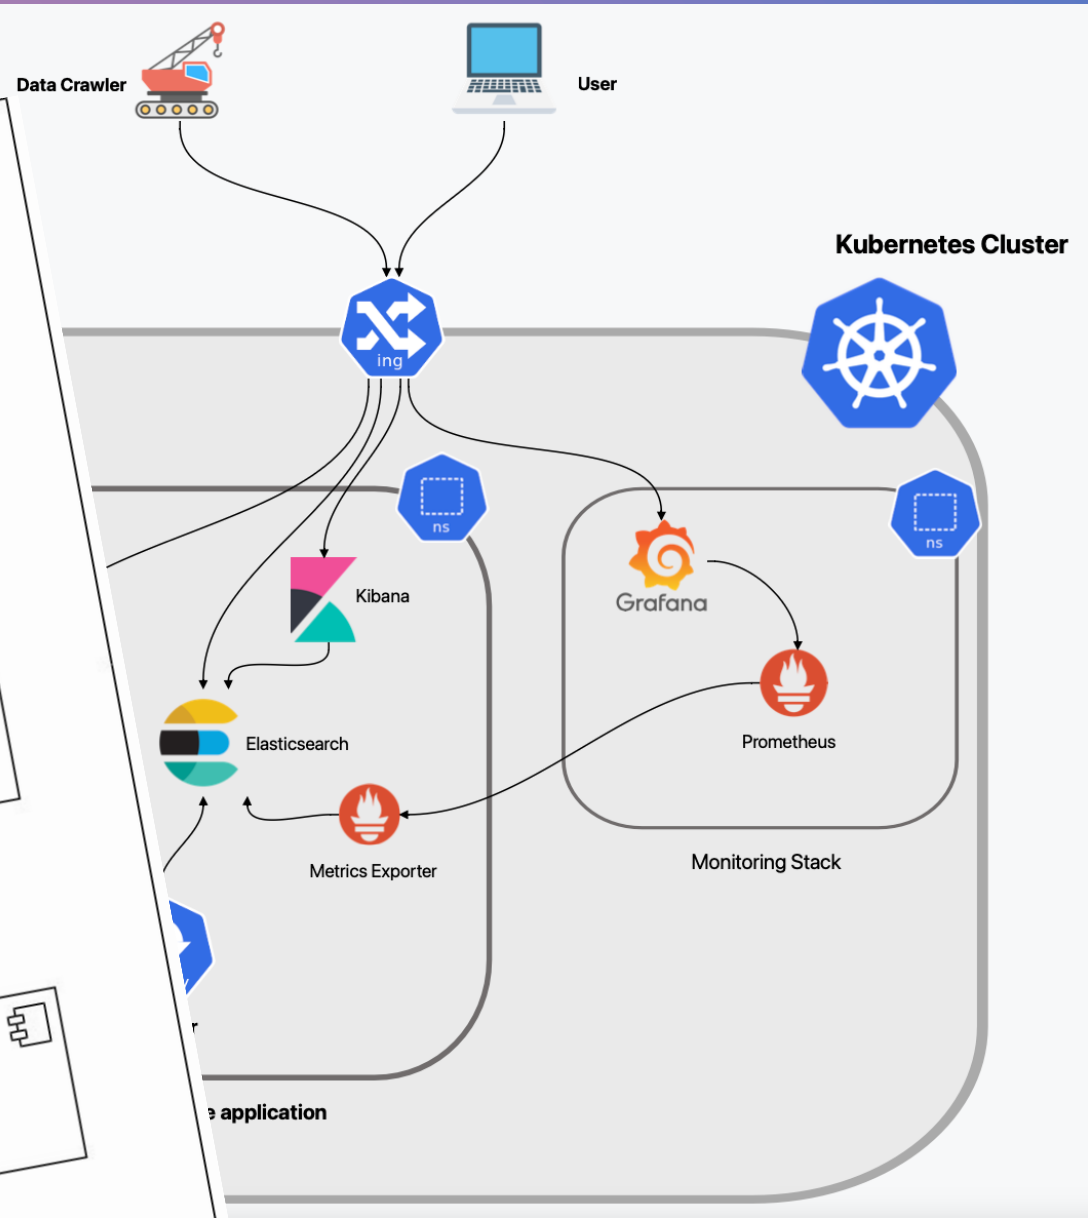 Data Crawler
User
Kubernetes Cluster
ing
ns
ns
Kibana
Grafana
Elasticsearch
Prometheus
Metrics Exporter
Monitoring Stack
r
e application